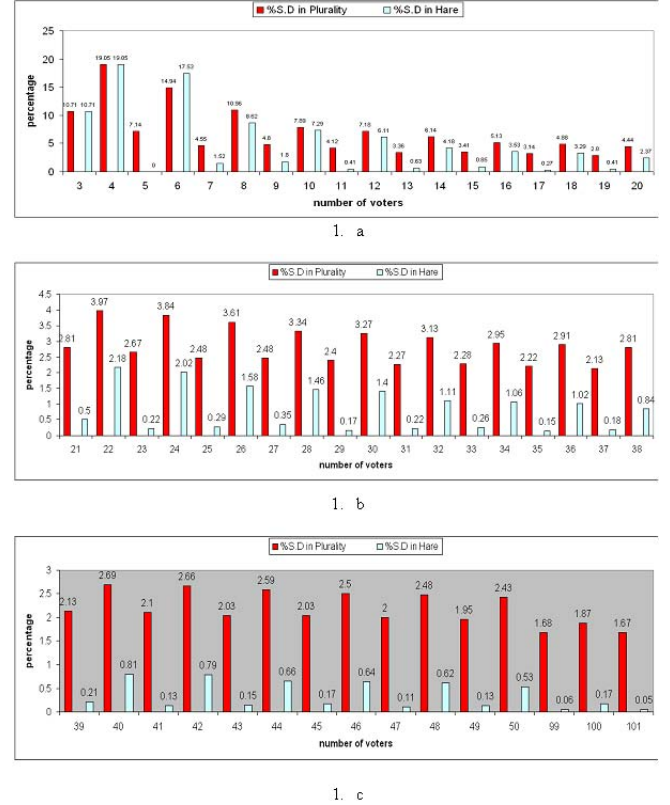 %S.D in Plurality %S.D in Hare
percentage
25
20
15
10
5
0
10.71 10.71 19.05 19.05 7.14 0 14.94 17.53 4.55 1.52 10.96 8.62 4.8 1.8 7.89 7.29 4.12 0.41 7.18 6.11 3.36 0.63 6.14 4.18 3.41 0.85 5.13 3.63 3.14 0.27 4.88 3.29 2.9 0.41 4.44 2.37
3 4 5 6 7 8 9 10 11 12 13 14 15 16 17 18 19 20
number of voters
1. a
%S.D in Plurality %S.D in Hare
percentage
4.5
4
3.5
3
2.5
2
1.5
1
0.5
0
2.81 0.5 3.97 2.18 2.67 0.22 3.84 2.02 2.48 0.29 3.61 1.58 2.48 0.35 3.34 1.46 2.4 0.17 3.27 1.4 2.27 0.22 3.13 1.11 2.28 0.26 2.95 1.06 2.22 0.15 2.91 1.02 2.13 0.18 2.81 0.84
21 22 23 24 25 26 27 28 29 30 31 32 33 34 35 36 37 38
number of voters
1. b
%S.D in Plurality %S.D in Hare
percentage
3
2.5
2
1.5
1
0.5
0
2.13 0.21 2.69 0.81 2.1 0.13 2.66 0.79 2.03 0.15 2.59 0.66 2.03 0.17 2.5 0.64 2 0.11 2.48 0.62 1.95 0.13 2.43 0.53 1.68 0.06 1.87 0.17 1.67 0.05
39 40 41 42 43 44 45 46 47 48 49 50 99 100 101
number of voters
1. c